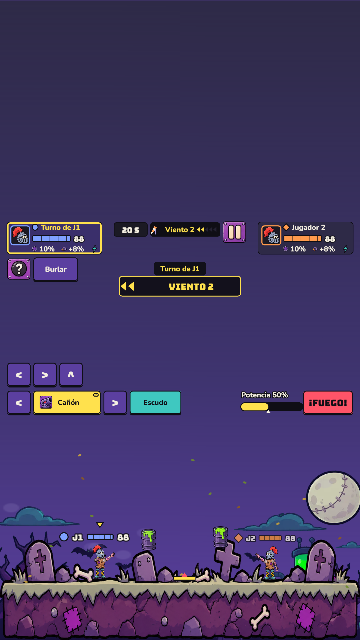 Turno de J1
88
10% +8%
20 S
Viento 2
Jugador 2
88
10% +8%
?
Burlar
Turno de J1
VIENTO 2
< > ^
< Cañón > Escudo
Potencia 50%
¡FUEGO!
J1 88
J2 88